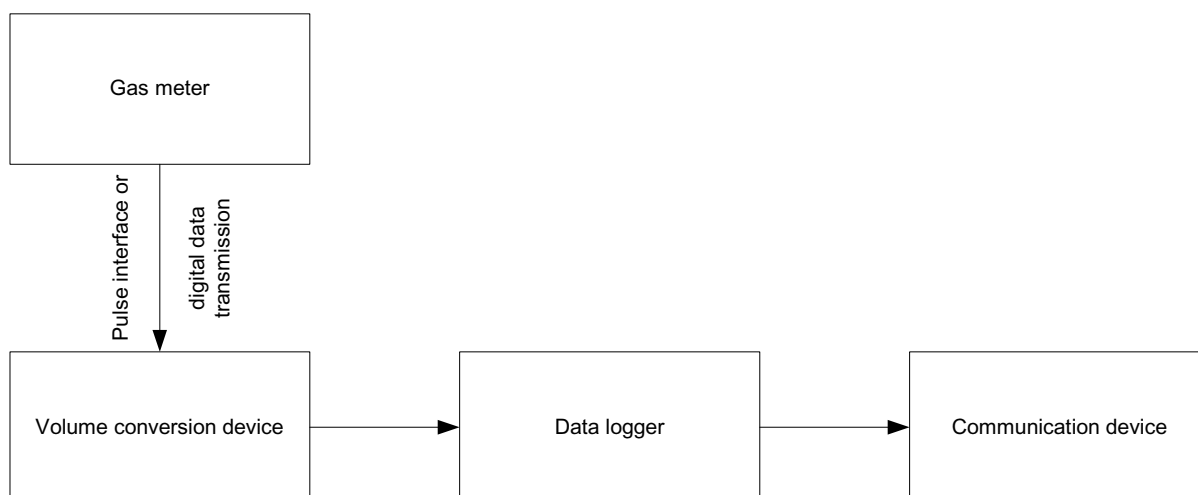 Gas meter
Pulse interface or
digital data
transmission
Volume conversion device
Data logger
Communication device